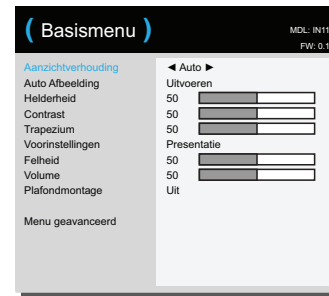 ( Basismenu )
MDL: IN11
FW: 0.1
Aanzichtverhouding ◄ Auto ►
Auto Afbeelding Uitvoeren
Helderheid 50
Contrast 50
Trapezium 50
Voorinstellingen Presentatie
Felheid 50
Volume 50
Plafondmontage Uit
Menu geavanceerd